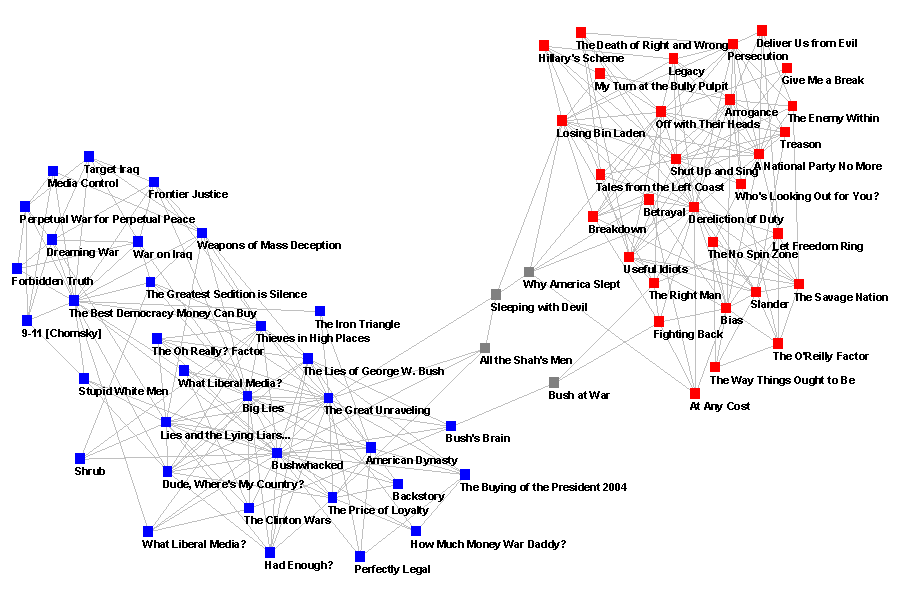 The Death of Right and Wrong
Deliver Us from Evil
Hillary's Scheme
Persecution
Legacy
Give Me a Break
My Turn at the Bully Pulpit
Arrogance
The Enemy Within
Off with Their Heads
Losing Bin Laden
Treason
Shut Up and Sing
A National Party No More
Target Iraq
Media Control
Tales from the Left Coast
Frontier Justice
Who's Looking Out for You?
Betrayal
Perpetual War for Perpetual Peace
Dereliction of Duty
Breakdown
Weapons of Mass Deception
Let Freedom Ring
Dreaming War
War on Iraq
The No Spin Zone
Useful Idiots
Forbidden Truth
Why America Slept
The Greatest Sedition is Silence
The Right Man
The Savage Nation
Slander
Sleeping with Devil
The Best Democracy Money Can Buy
Bias
The Iron Triangle
9-11 [Chomsky]
Fighting Back
Thieves in High Places
The Oh Really? Factor
The O'Reilly Factor
All the Shah's Men
The Lies of George W. Bush
The Way Things Ought to Be
What Liberal Media?
Stupid White Men
Bush at War
At Any Cost
Big Lies
The Great Unraveling
Lies and the Lying Liars...
Bush's Brain
American Dynasty
Bushwhacked
Shrub
Dude, Where's My Country?
The Buying of the President 2004
Backstory
The Price of Loyalty
The Clinton Wars
What Liberal Media?
How Much Money War Daddy?
Had Enough?
Perfectly Legal